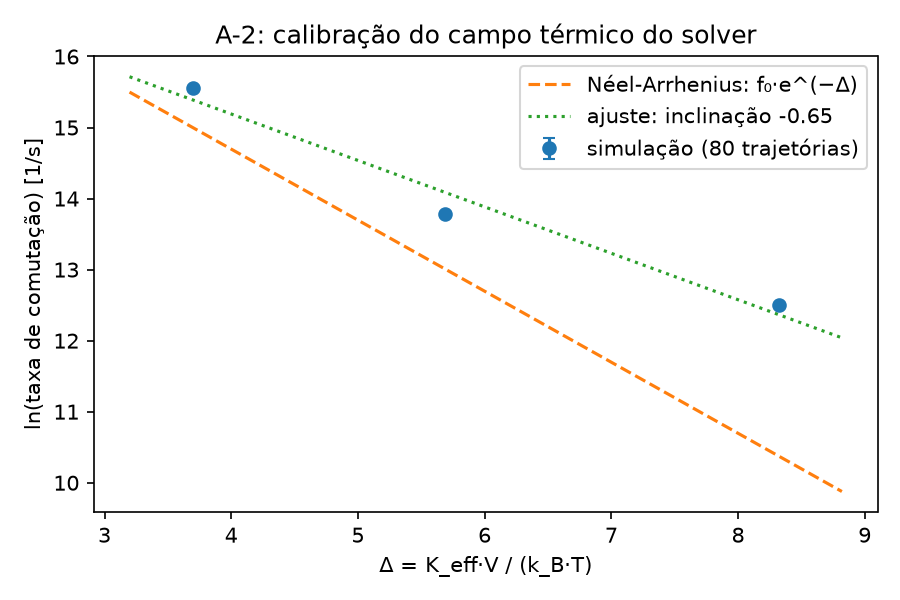 A-2: calibração do campo térmico do solver
ln(taxa de comutação) [1/s]
16
15
14
13
12
11
10
Néel-Arrhenius: f₀·e^(−Δ)
ajuste: inclinação -0.65
simulação (80 trajetórias)
3 4 5 6 7 8 9
Δ = K_eff·V / (k_B·T)